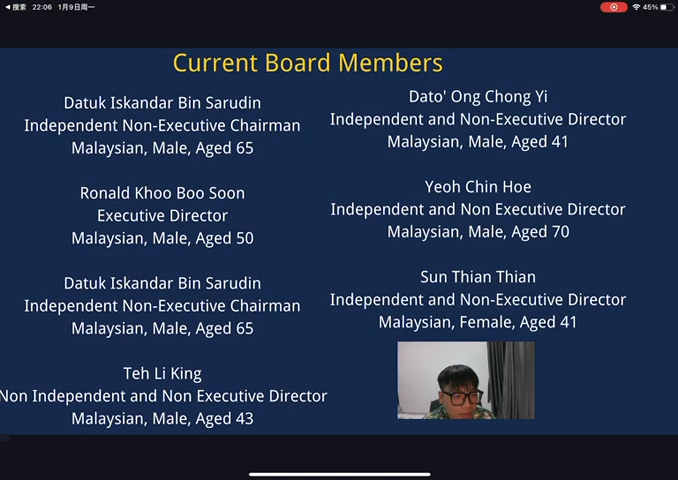 ◀ 搜索 22:06 1月9日周一
45%
Current Board Members
Datuk Iskandar Bin Sarudin
Independent Non-Executive Chairman
Malaysian, Male, Aged 65
Ronald Khoo Boo Soon
Executive Director
Malaysian, Male, Aged 50
Datuk Iskandar Bin Sarudin
Independent Non-Executive Chairman
Malaysian, Male, Aged 65
Teh Li King
Non Independent and Non Executive Director
Malaysian, Male, Aged 43
Dato' Ong Chong Yi
Independent and Non-Executive Director
Malaysian, Male, Aged 41
Yeoh Chin Hoe
Independent and Non Executive Director
Malaysian, Male, Aged 70
Sun Thian Thian
Independent and Non-Executive Director
Malaysian, Female, Aged 41